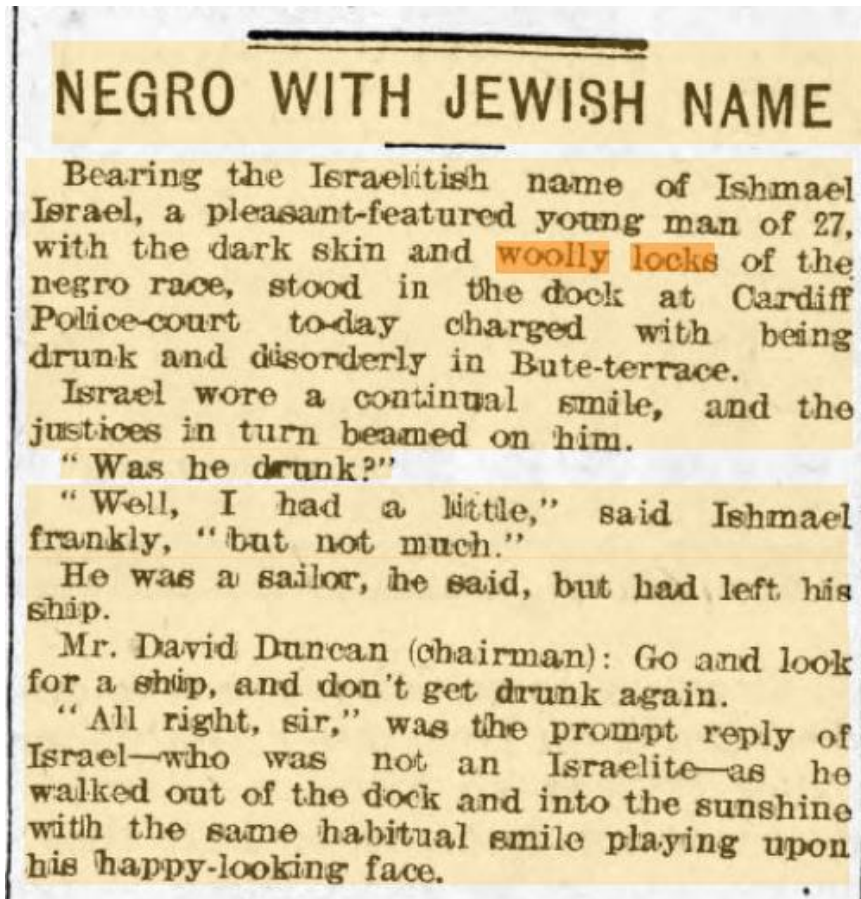 NEGRO WITH JEWISH NAME
Bearing the Israelitish name of Ishmael
Israel, a pleasant-featured young man of 27,
with the dark skin and woolly locks of the
negro race, stood in the dock at Cardiff
Police-court to-day charged with being
drunk and disorderly in Bute-terrace.
Israel wore a continual smile, and the
justices in turn beamed on him.
"Was he drunk?"
"Well, I had a little," said Ishmael
frankly, "but not much."
He was a sailor, he said, but had left his
ship.
Mr. David Duncan (chairman): Go and look
for a ship, and don't get drunk again.
"All right, sir," was the prompt reply of
Israel—who was not an Israelite—as he
walked out of the dock and into the sunshine
with the same habitual smile playing upon
his happy-looking face.